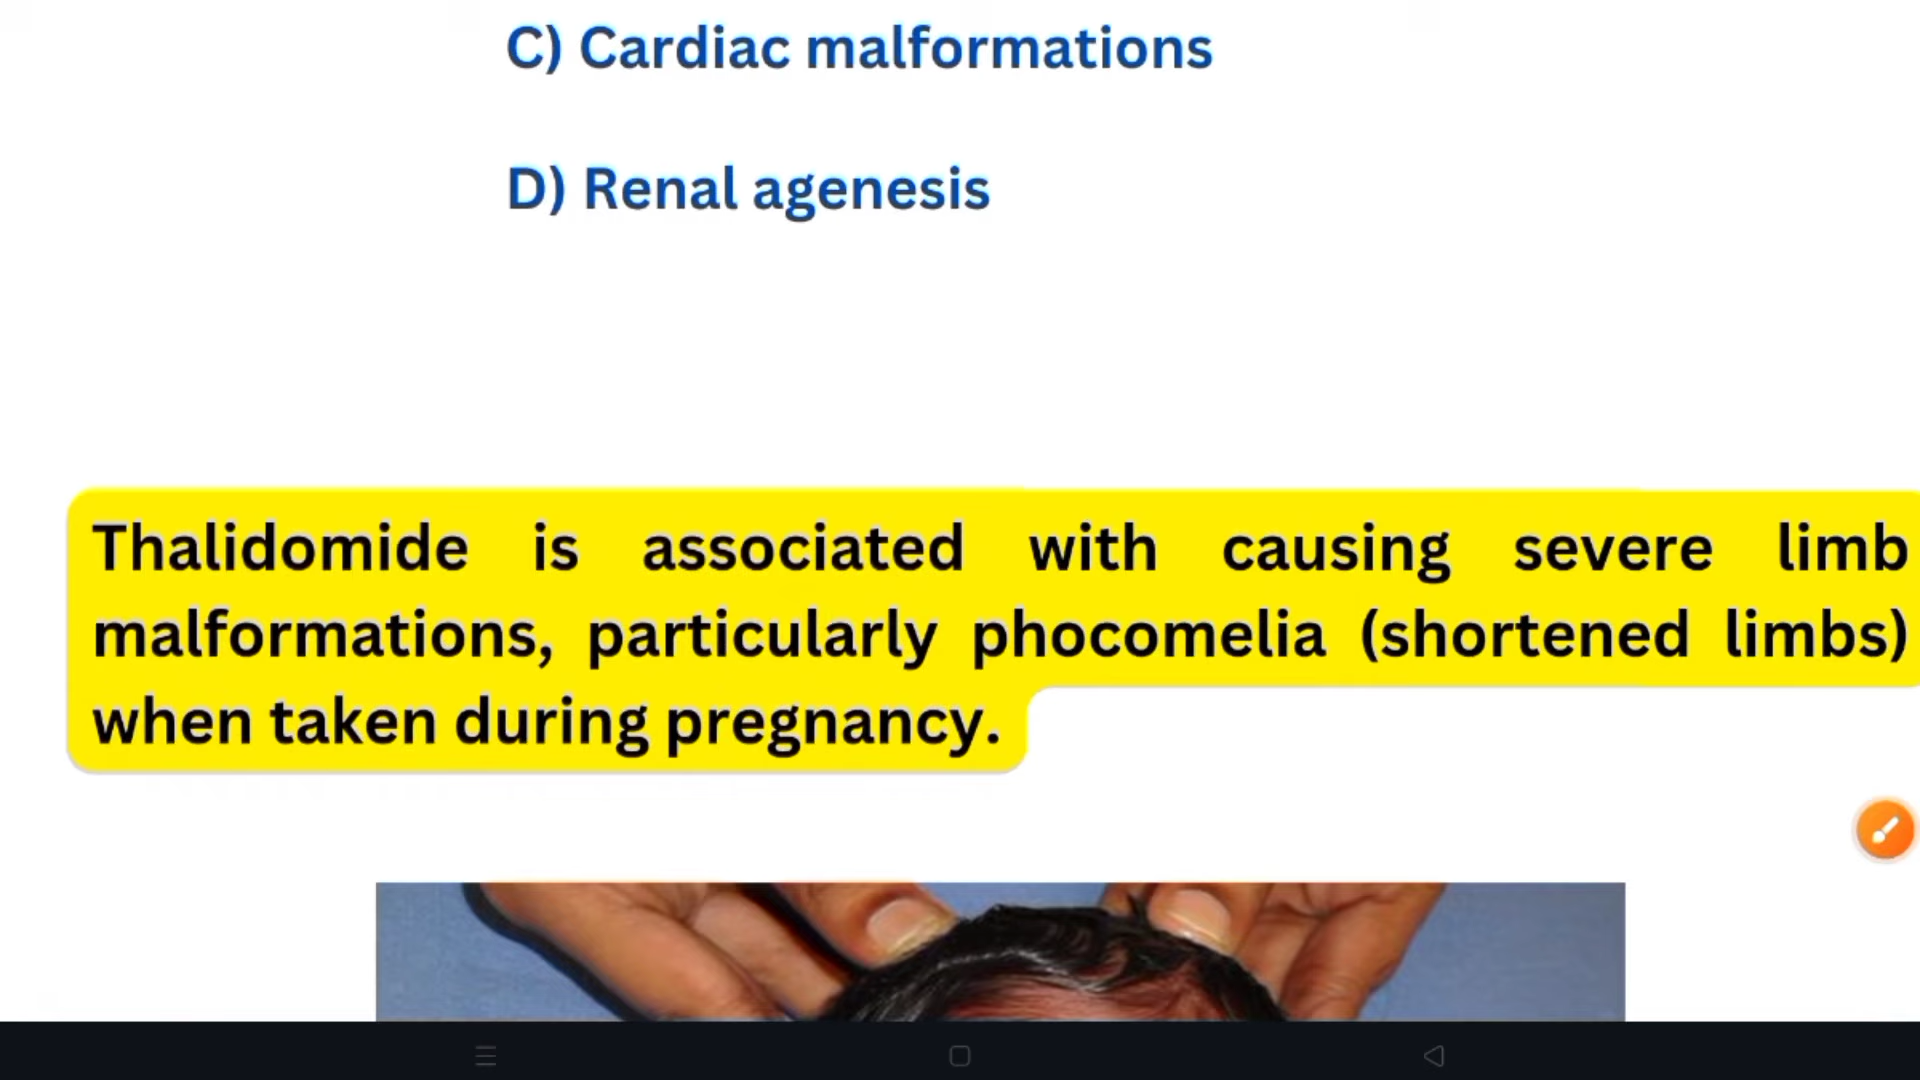 C) Cardiac malformations
D) Renal agenesis
Thalidomide is associated with causing severe limb
malformations, particularly phocomelia (shortened limbs)
when taken during pregnancy.